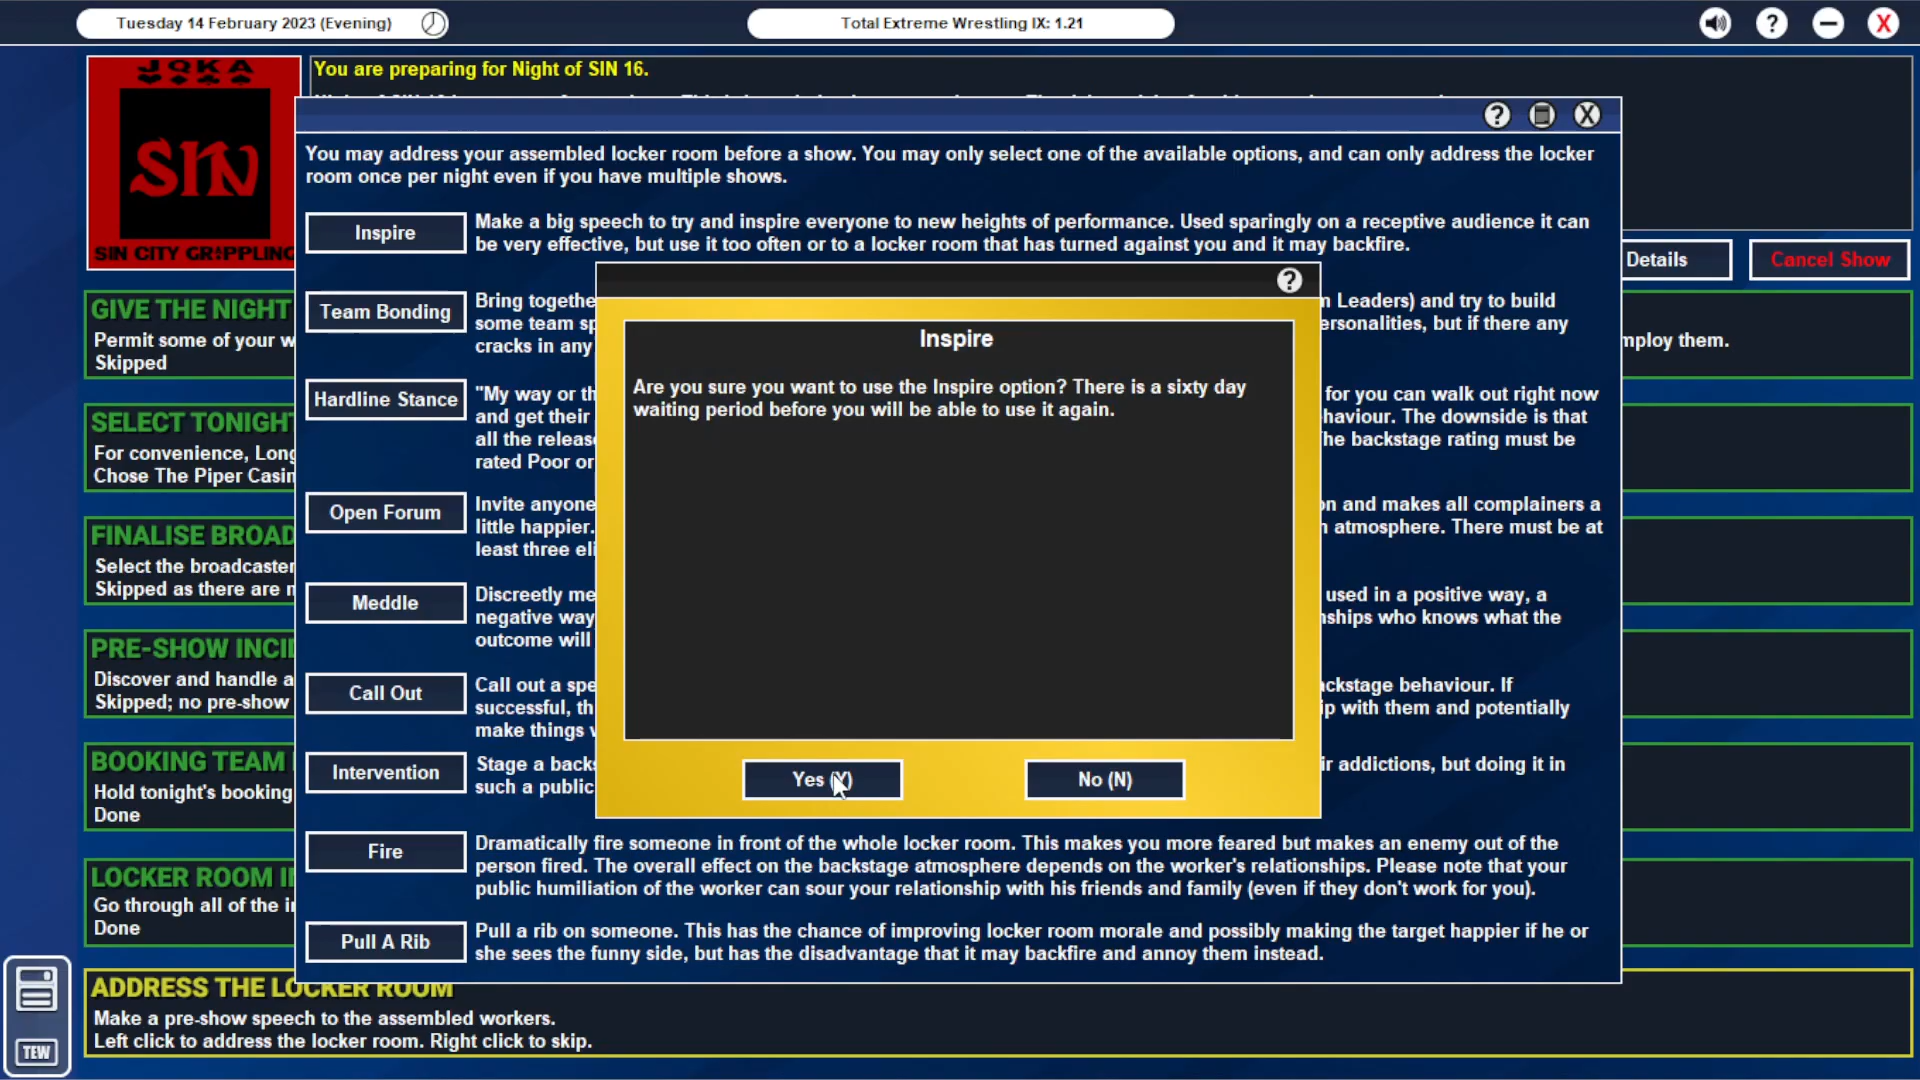 Tuesday 14 February 2023 (Evening)
Total Extreme Wrestling IX: 1.21
?
X
JQKA
SIN
SIN CITY GRAPPLING
You are preparing for Night of SIN 16.
? X
You may address your assembled locker room before a show. You may only select one of the available options, and can only address the locker
room once per night even if you have multiple shows.
Inspire
Make a big speech to try and inspire everyone to new heights of performance. Used sparingly on a receptive audience it can
be very effective, but use it too often or to a locker room that has turned against you and it may backfire.
Details
Cancel Show
Team Bonding
Bring togethe
n Leaders) and try to build
some team sp
ersonalities, but if there any
cracks in any
Hardline Stance
"My way or th
for you can walk out right now
and get their
haviour. The downside is that
all the release
he backstage rating must be
rated Poor or
Open Forum
Invite anyone
on and makes all complainers a
little happier.
n atmosphere. There must be at
least three eli
Meddle
Discreetly me
used in a positive way, a
negative way
nships who knows what the
outcome will
Call Out
Call out a spe
ackstage behaviour. If
successful, th
ip with them and potentially
make things v
Intervention
Stage a backs
ir addictions, but doing it in
such a public
Fire
Dramatically fire someone in front of the whole locker room. This makes you more feared but makes an enemy out of the
person fired. The overall effect on the backstage atmosphere depends on the worker's relationships. Please note that your
public humiliation of the worker can sour your relationship with his friends and family (even if they don't work for you).
Pull A Rib
Pull a rib on someone. This has the chance of improving locker room morale and possibly making the target happier if he or
she sees the funny side, but has the disadvantage that it may backfire and annoy them instead.
?
Inspire
Are you sure you want to use the Inspire option? There is a sixty day
waiting period before you will be able to use it again.
Yes (Y)
No (N)
GIVE THE NIGHT
Permit some of your w
mploy them.
Skipped
SELECT TONIGHT
For convenience, Long
Chose The Piper Casin
FINALISE BROAD
Select the broadcaster
Skipped as there are n
PRE-SHOW INCI
Discover and handle a
Skipped; no pre-show
BOOKING TEAM
Hold tonight's booking
Done
LOCKER ROOM I
Go through all of the i
Done
ADDRESS THE LOCKER ROOM
Make a pre-show speech to the assembled workers.
Left click to address the locker room. Right click to skip.
TEW